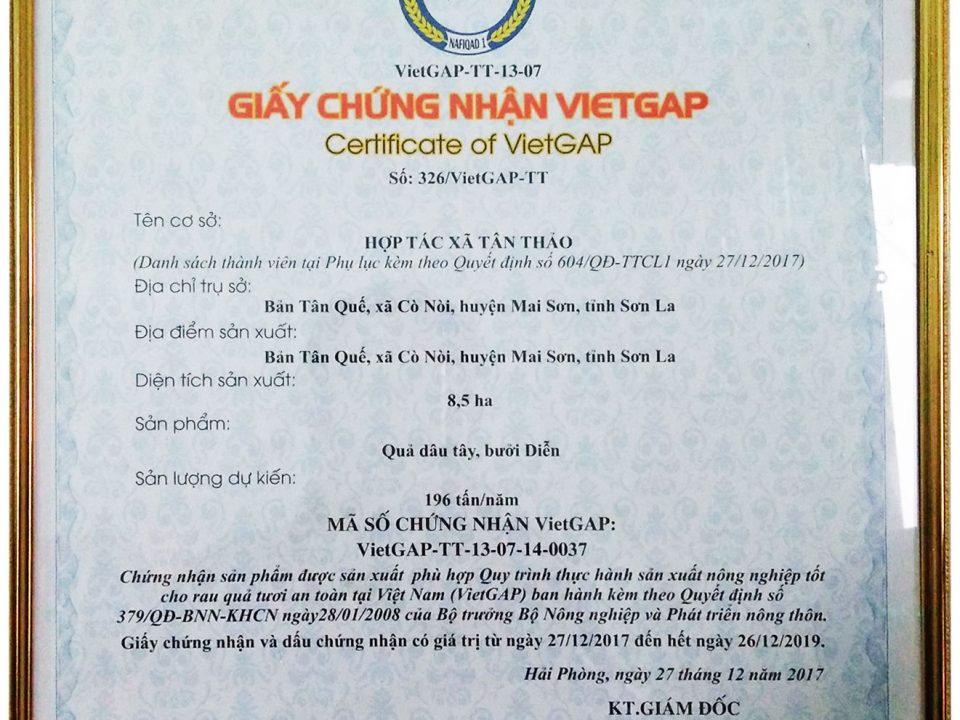 NAFIQAD 1
VietGAP-TT-13-07
GIẤY CHỨNG NHẬN VIETGAP
Certificate of VietGAP
Số: 326/VietGAP-TT
Tên cơ sở:
HỢP TÁC XÃ TÂN THẢO
(Danh sách thành viên tại Phụ lục kèm theo Quyết định số 604/QĐ-TTCL1 ngày 27/12/2017)
Địa chỉ trụ sở:
Bản Tân Quế, xã Cò Nòi, huyện Mai Sơn, tỉnh Sơn La
Địa điểm sản xuất:
Bản Tân Quế, xã Cò Nòi, huyện Mai Sơn, tỉnh Sơn La
Diện tích sản xuất:
8,5 ha
Sản phẩm:
Quả dâu tây, bưởi Diễn
Sản lượng dự kiến:
196 tấn/năm
MÃ SỐ CHỨNG NHẬN VietGAP:
VietGAP-TT-13-07-14-0037
Chứng nhận sản phẩm được sản xuất phù hợp Quy trình thực hành sản xuất nông nghiệp tốt
cho rau quả tươi an toàn tại Việt Nam (VietGAP) ban hành kèm theo Quyết định số
379/QĐ-BNN-KHCN ngày28/01/2008 của Bộ trưởng Bộ Nông nghiệp và Phát triển nông thôn.
Giấy chứng nhận và dấu chứng nhận có giá trị từ ngày 27/12/2017 đến hết ngày 26/12/2019.
Hải Phòng, ngày 27 tháng 12 năm 2017
KT.GIÁM ĐỐC